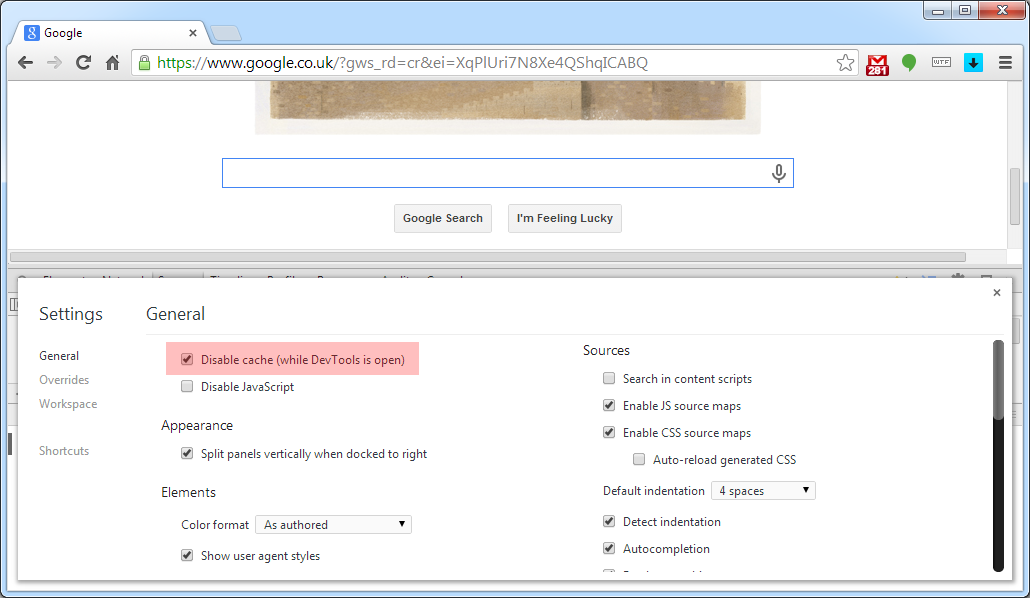 Google
https://www.google.co.uk/?gws_rd=cr&ei=XqPlUri7N8Xe4QShqICABQ
281
WTF
Google Search
I'm Feeling Lucky
Settings
General
General
Overrides
Workspace
Shortcuts
Disable cache (while DevTools is open)
Disable JavaScript
Appearance
Split panels vertically when docked to right
Elements
Color format
As authored
Show user agent styles
Sources
Search in content scripts
Enable JS source maps
Enable CSS source maps
Auto-reload generated CSS
Default indentation
4 spaces
Detect indentation
Autocompletion